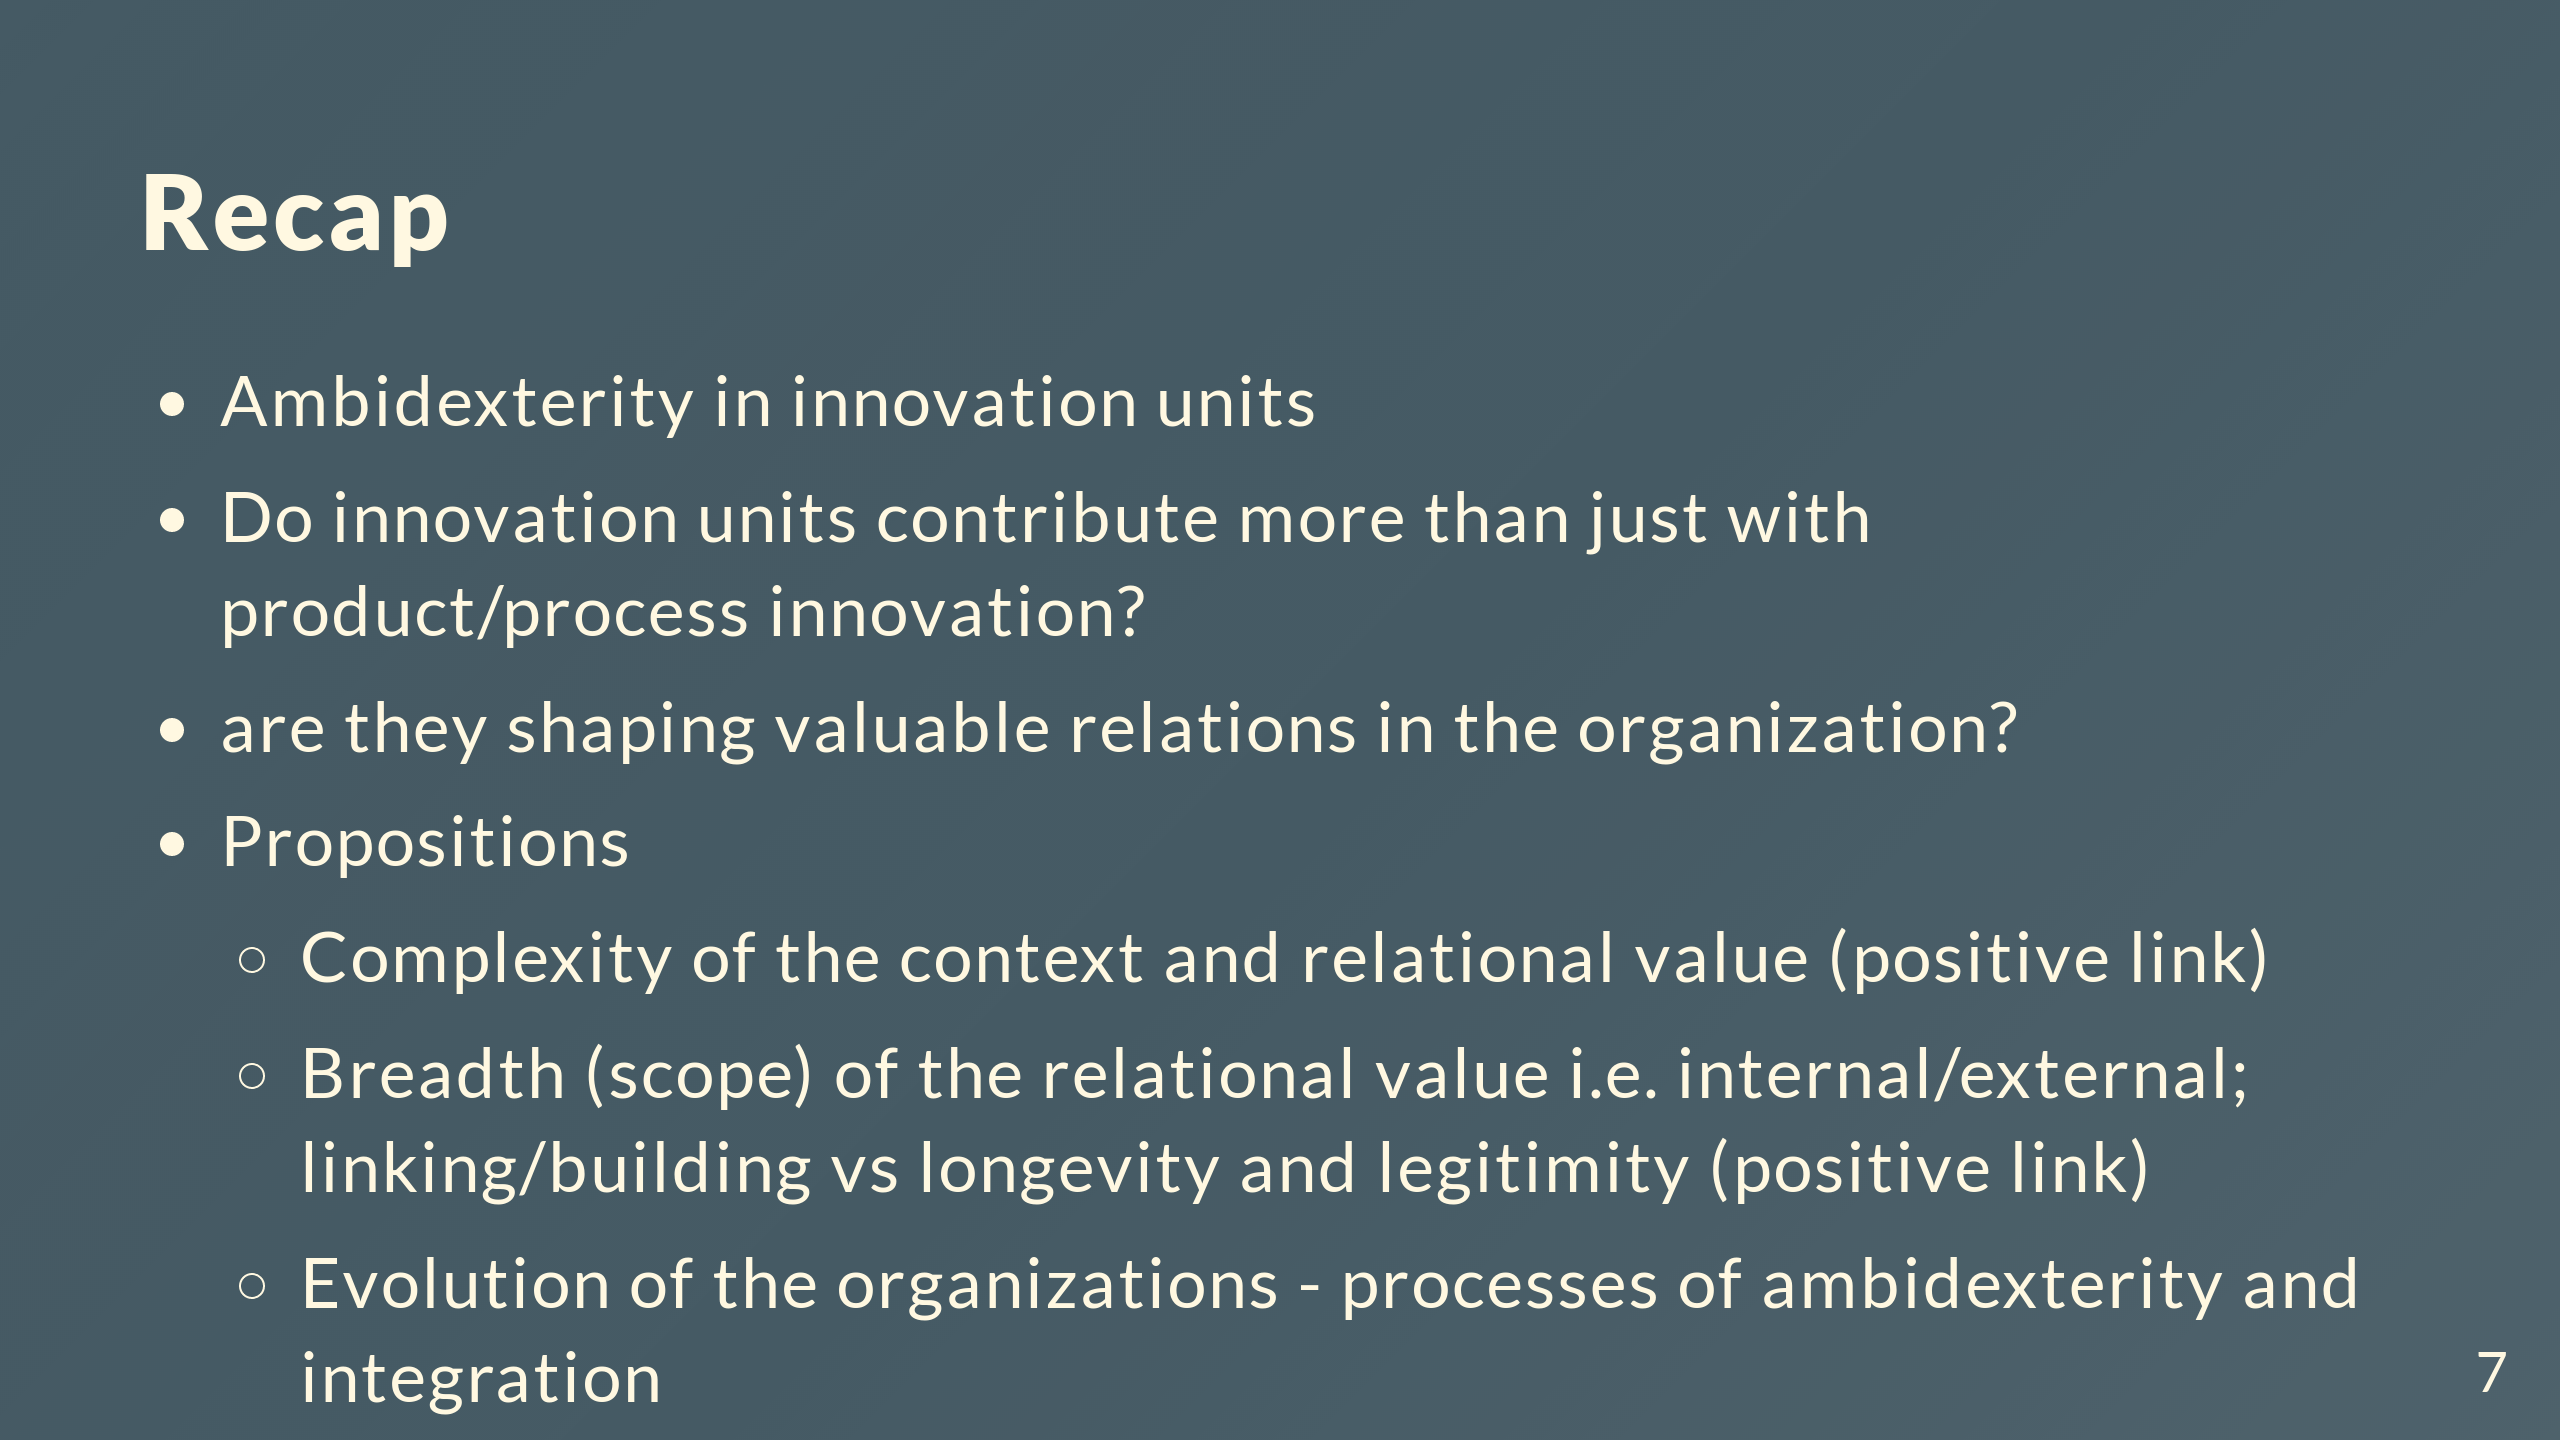 Recap
Ambidexterity in innovation units
Do innovation units contribute more than just with
product/process innovation?
are they shaping valuable relations in the organization?
Propositions
Complexity of the context and relational value (positive link)
Breadth (scope) of the relational value i.e. internal/external;
linking/building vs longevity and legitimity (positive link)
Evolution of the organizations - processes of ambidexterity and
integration
7